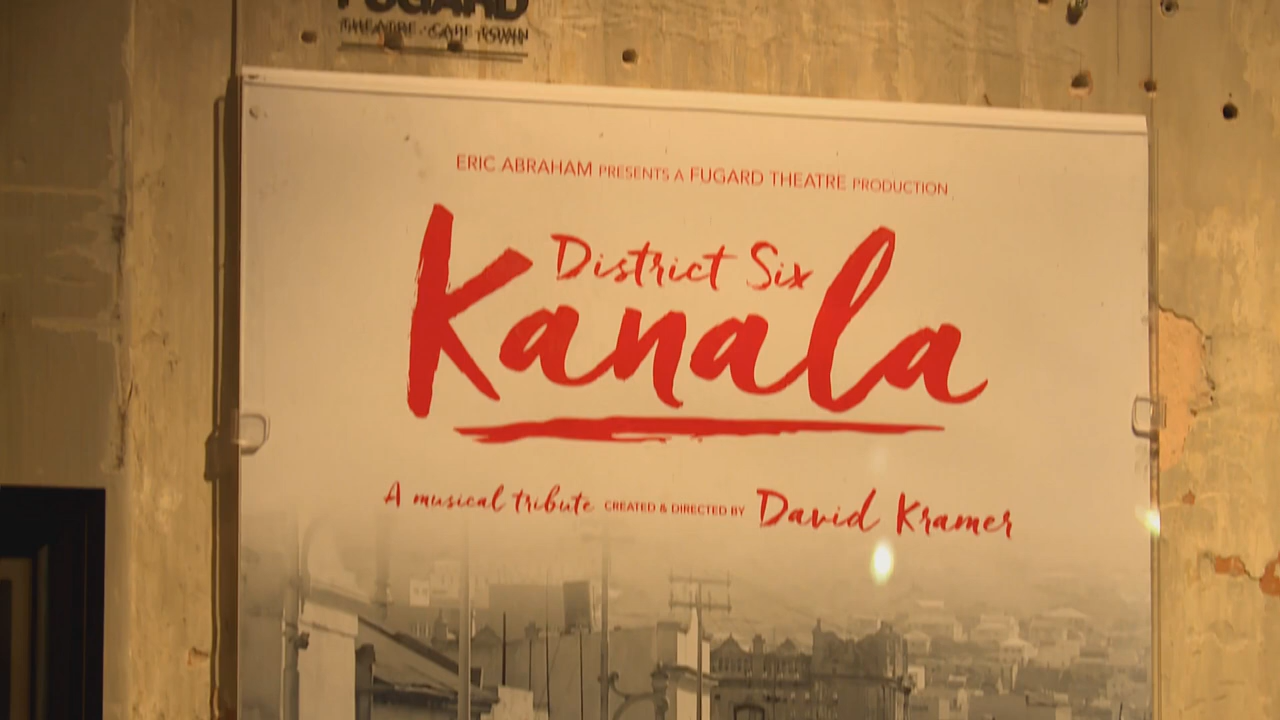 FUGARD
THEATRE · CAPE TOWN
ERIC ABRAHAM PRESENTS A FUGARD THEATRE PRODUCTION
District Six
Kanala
A musical tribute CREATED & DIRECTED BY David Kramer